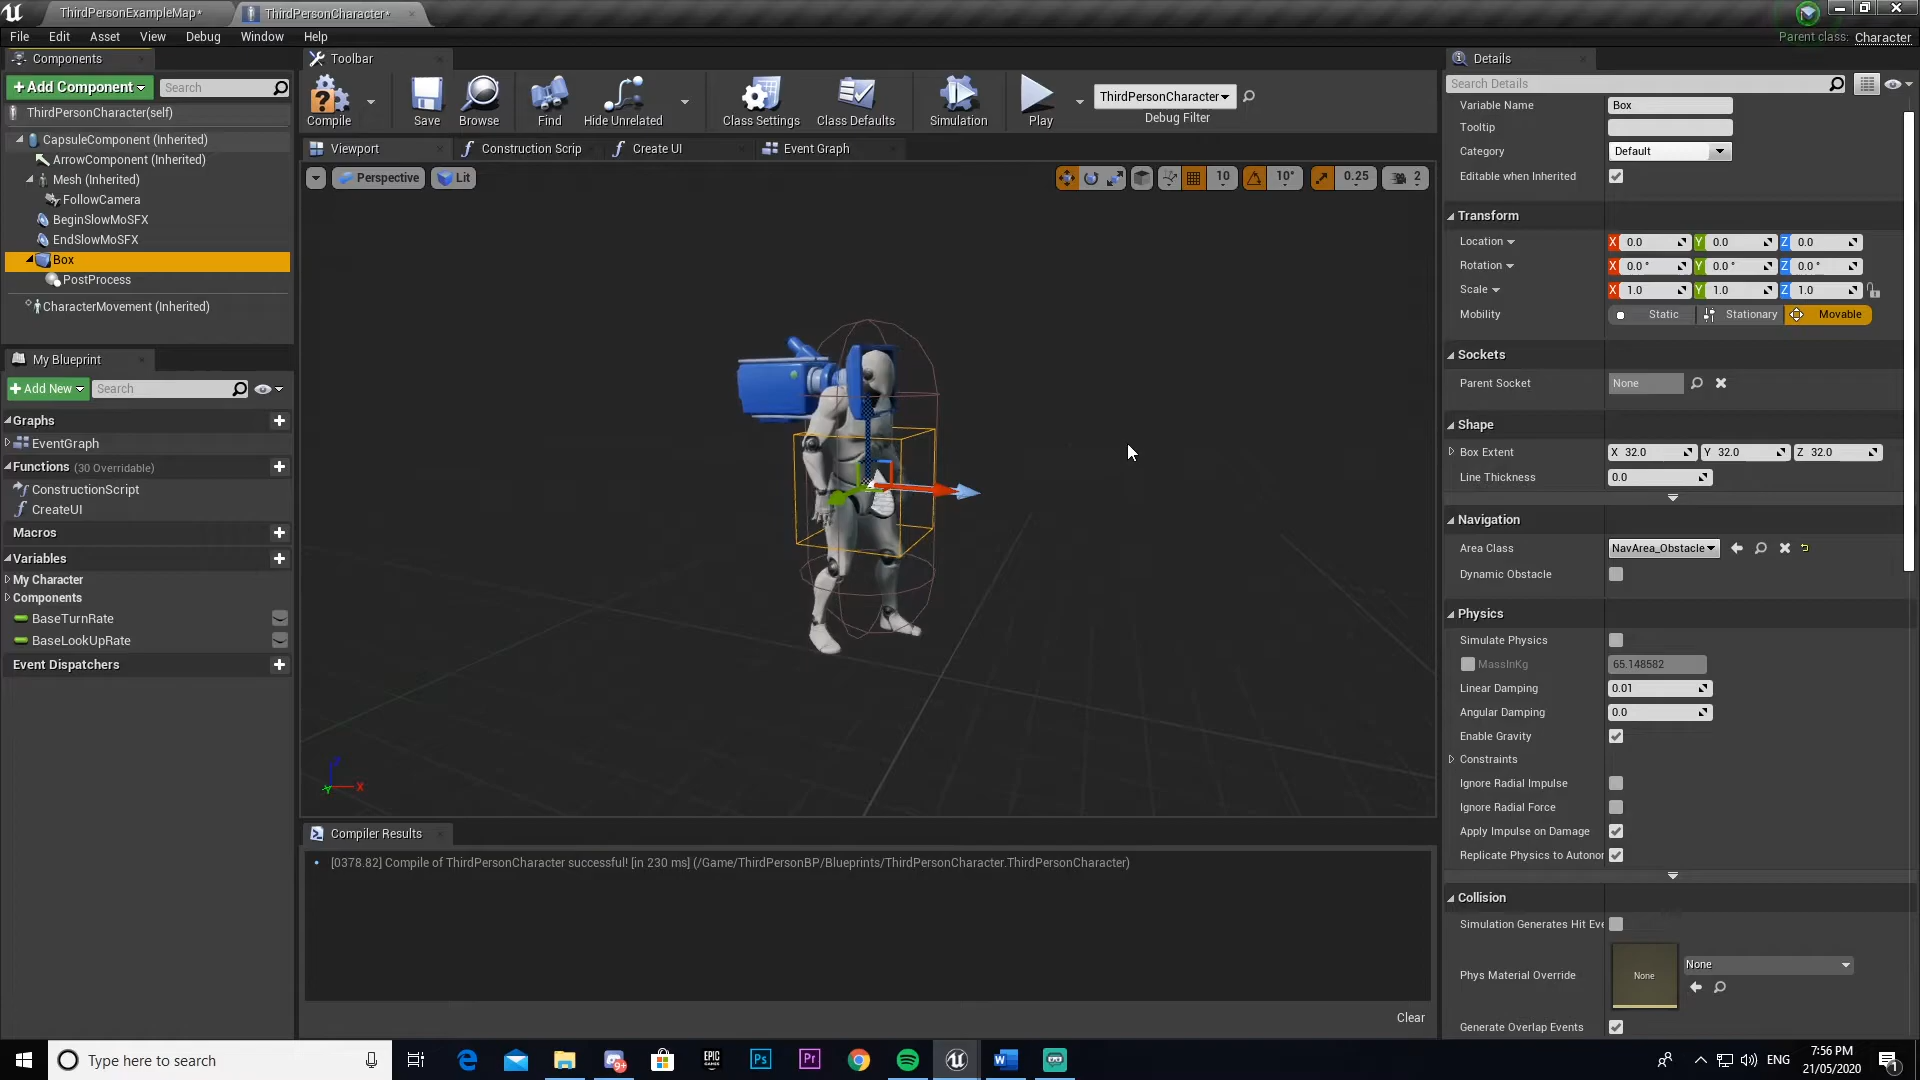 ThirdPersonExampleMap*
ThirdPersonCharacter*
File Edit Asset View Debug Window Help
Parent class: Character
Components
+Add Component
Search
ThirdPersonCharacter(self)
CapsuleComponent (Inherited)
ArrowComponent (Inherited)
Mesh (Inherited)
FollowCamera
BeginSlowMoSFX
EndSlowMoSFX
Box
PostProcess
CharacterMovement (Inherited)
My Blueprint
+Add New
Search
Graphs
EventGraph
Functions (30 Overridable)
ConstructionScript
CreateUI
Macros
Variables
My Character
Components
BaseTurnRate
BaseLookUpRate
Event Dispatchers
Toolbar
Compile
Save
Browse
Find
Hide Unrelated
Class Settings
Class Defaults
Simulation
Play
ThirdPersonCharacter
Debug Filter
Viewport
Construction Scrip
Create UI
Event Graph
Perspective
Lit
10
10°
0.25
2
Z
X
Y
Compiler Results
[0378.82] Compile of ThirdPersonCharacter successful! [in 230 ms] (/Game/ThirdPersonBP/Blueprints/ThirdPersonCharacter.ThirdPersonCharacter)
Clear
Details
Search Details
Variable Name Box
Tooltip
Category Default
Editable when Inherited
Transform
Location X 0.0 Y 0.0 Z 0.0
Rotation X 0.0 ° Y 0.0 ° Z 0.0 °
Scale X 1.0 Y 1.0 Z 1.0
Mobility Static Stationary Movable
Sockets
Parent Socket None
Shape
Box Extent X 32.0 Y 32.0 Z 32.0
Line Thickness 0.0
Navigation
Area Class NavArea_Obstacle
Dynamic Obstacle
Physics
Simulate Physics
MassInKg 65.148582
Linear Damping 0.01
Angular Damping 0.0
Enable Gravity
Constraints
Ignore Radial Impulse
Ignore Radial Force
Apply Impulse on Damage
Replicate Physics to Autonor
Collision
Simulation Generates Hit Eve
Phys Material Override None None
Generate Overlap Events
Type here to search
9+
EPIC GAMES
Ps
Pr
ENG
7:56 PM
21/05/2020
1